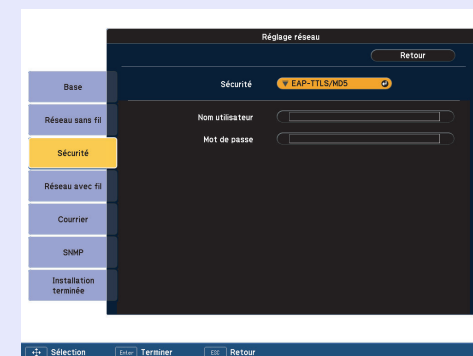 Réglage réseau
Retour
Base
Sécurité
EAP-TTLS/MD5
Réseau sans fil
Nom utilisateur
Mot de passe
Sécurité
Réseau avec fil
Courrier
SNMP
Installation
terminée
Sélection
Enter Terminer
ESC Retour